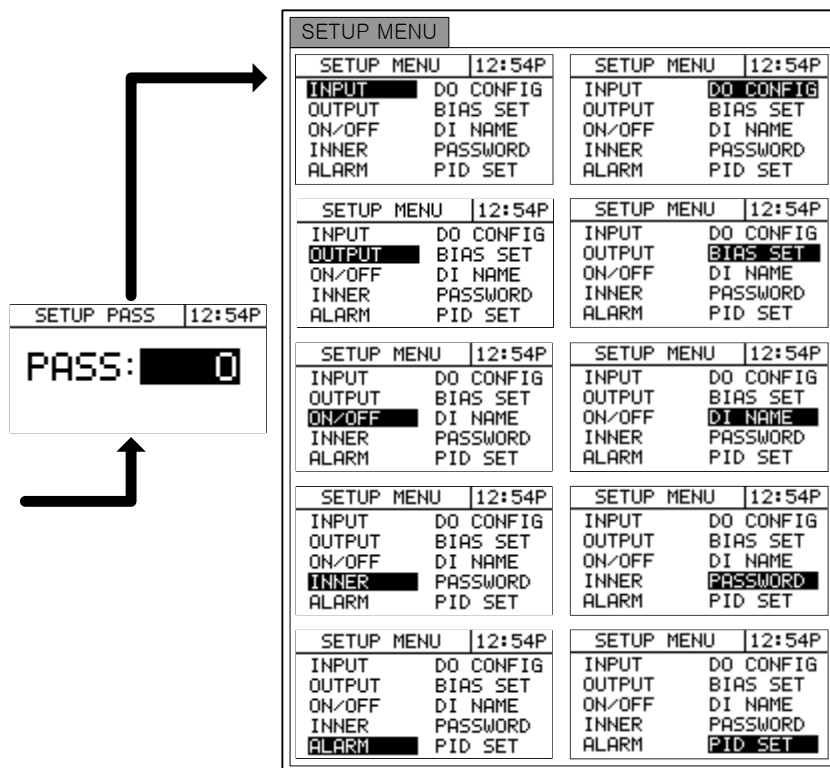 SETUP MENU
SETUP MENU 12:54P
INPUT DO CONFIG
OUTPUT BIAS SET
ON/OFF DI NAME
INNER PASSWORD
ALARM PID SET
SETUP MENU 12:54P
INPUT DO CONFIG
OUTPUT BIAS SET
ON/OFF DI NAME
INNER PASSWORD
ALARM PID SET
SETUP MENU 12:54P
INPUT DO CONFIG
OUTPUT BIAS SET
ON/OFF DI NAME
INNER PASSWORD
ALARM PID SET
SETUP MENU 12:54P
INPUT DO CONFIG
OUTPUT BIAS SET
ON/OFF DI NAME
INNER PASSWORD
ALARM PID SET
SETUP PASS 12:54P
PASS: 0
SETUP MENU 12:54P
INPUT DO CONFIG
OUTPUT BIAS SET
ON/OFF DI NAME
INNER PASSWORD
ALARM PID SET
SETUP MENU 12:54P
INPUT DO CONFIG
OUTPUT BIAS SET
ON/OFF DI NAME
INNER PASSWORD
ALARM PID SET
SETUP MENU 12:54P
INPUT DO CONFIG
OUTPUT BIAS SET
ON/OFF DI NAME
INNER PASSWORD
ALARM PID SET
SETUP MENU 12:54P
INPUT DO CONFIG
OUTPUT BIAS SET
ON/OFF DI NAME
INNER PASSWORD
ALARM PID SET
SETUP MENU 12:54P
INPUT DO CONFIG
OUTPUT BIAS SET
ON/OFF DI NAME
INNER PASSWORD
ALARM PID SET
SETUP MENU 12:54P
INPUT DO CONFIG
OUTPUT BIAS SET
ON/OFF DI NAME
INNER PASSWORD
ALARM PID SET